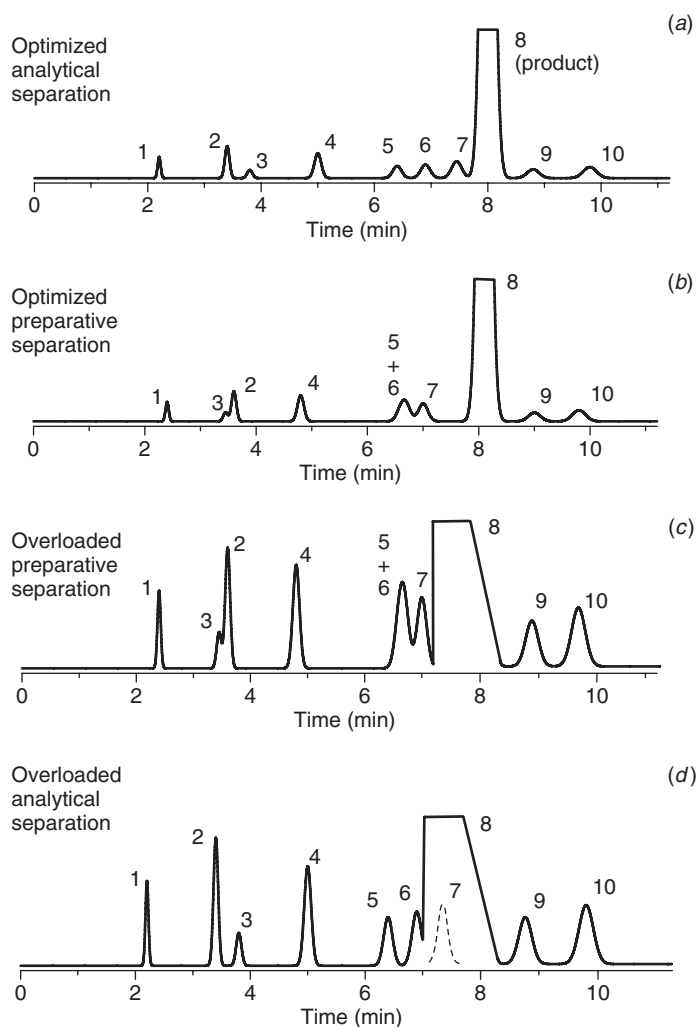 (a)
Optimized
analytical
separation
8
(product)
1
2
3
4
5
6
7
9
10
0 2 4 6 8 10
Time (min)
(b)
Optimized
preparative
separation
8
1
3
2
4
5
+
6
7
9
10
0 2 4 6 8 10
Time (min)
(c)
Overloaded
preparative
separation
8
1
3
2
4
5
+
6
7
9
10
0 2 4 6 8 10
Time (min)
(d)
Overloaded
analytical
separation
8
1
2
3
4
5
6
7
9
10
0 2 4 6 8 10
Time (min)